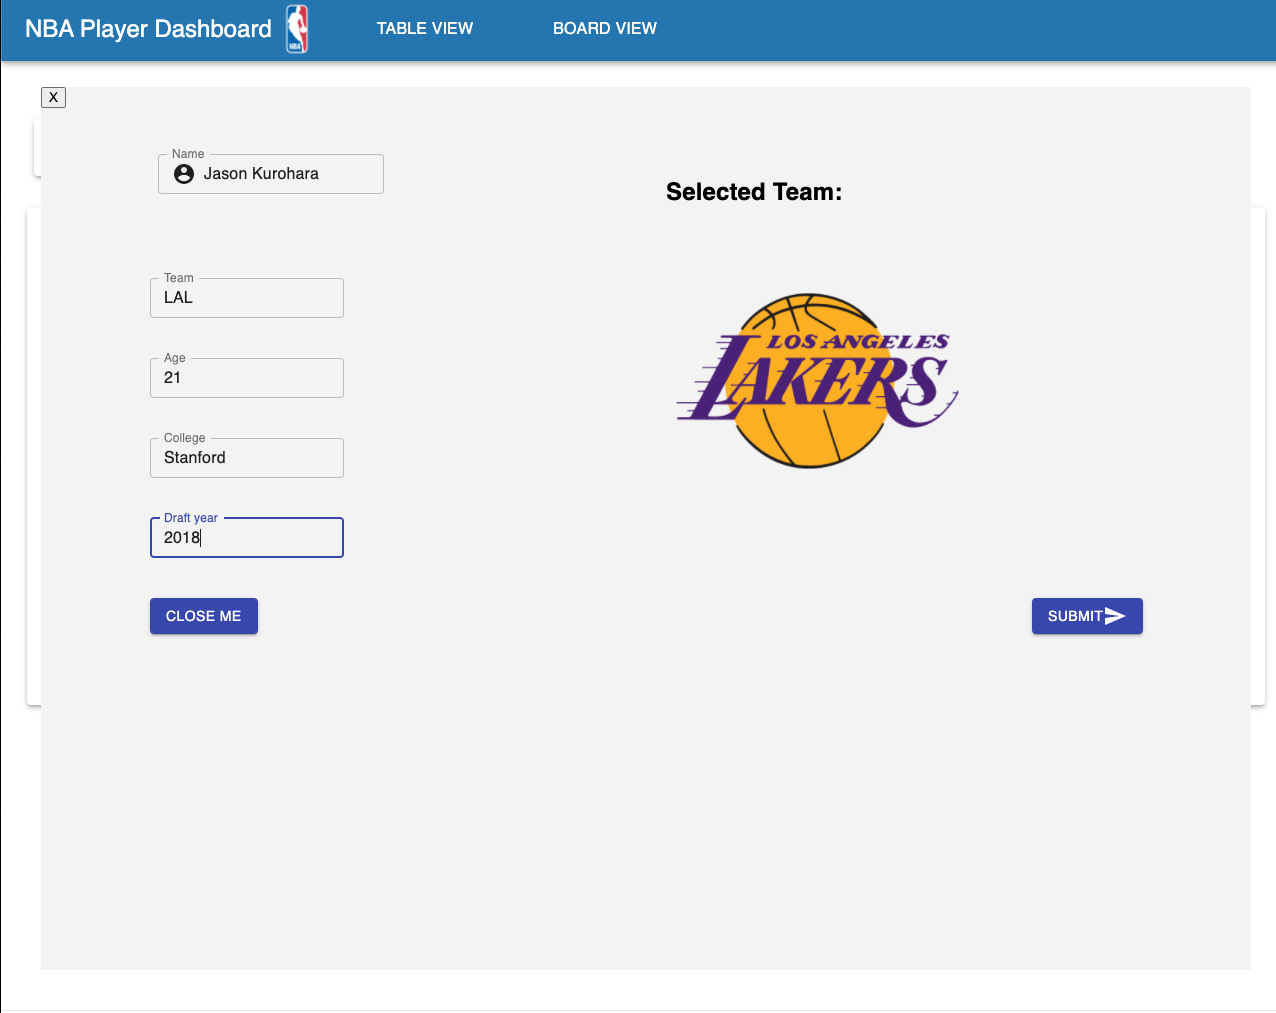 NBA Player Dashboard
NBA
TABLE VIEW
BOARD VIEW
X
Name
Jason Kurohara
Selected Team:
Team
LAL
LOS ANGELES
LAKERS
Age
21
College
Stanford
Draft year
2018
CLOSE ME
SUBMIT